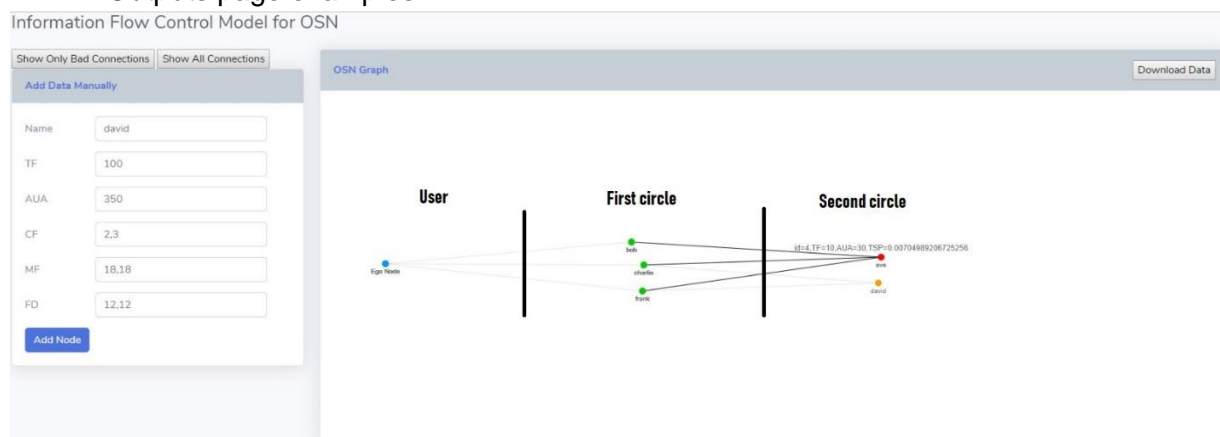 Outputs page examples
Information Flow Control Model for OSN
Show Only Bad Connections
Show All Connections
Add Data Manually
Name
david
TF
100
AUA
350
CF
2,3
MF
18,18
FD
12,12
Add Node
OSN Graph
Download Data
User
First circle
Second circle
Ego Node
bob
charlie
frank
id=4,TF=10,AUA=30,TSP=0.00704989206725256
eve
david